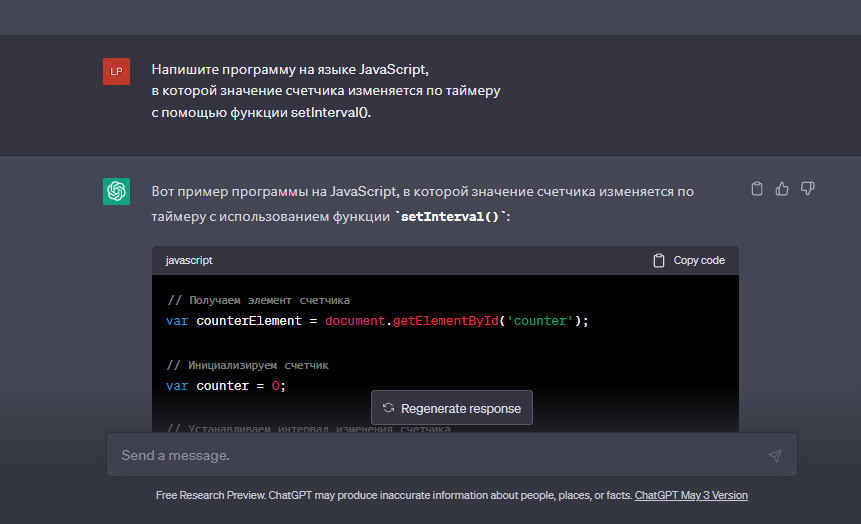 LP
Напишите программу на языке JavaScript,
в которой значение счетчика изменяется по таймеру
с помощью функции setInterval().
Вот пример программы на JavaScript, в которой значение счетчика изменяется по
таймеру с использованием функции `setInterval()`:
javascript
Copy code
// Получаем элемент счетчика
var counterElement = document.getElementById('counter');
// Инициализируем счетчик
var counter = 0;
Regenerate response
// Устанавливаем интервал изменения счетчика
Send a message.
Free Research Preview. ChatGPT may produce inaccurate information about people, places, or facts. ChatGPT May 3 Version